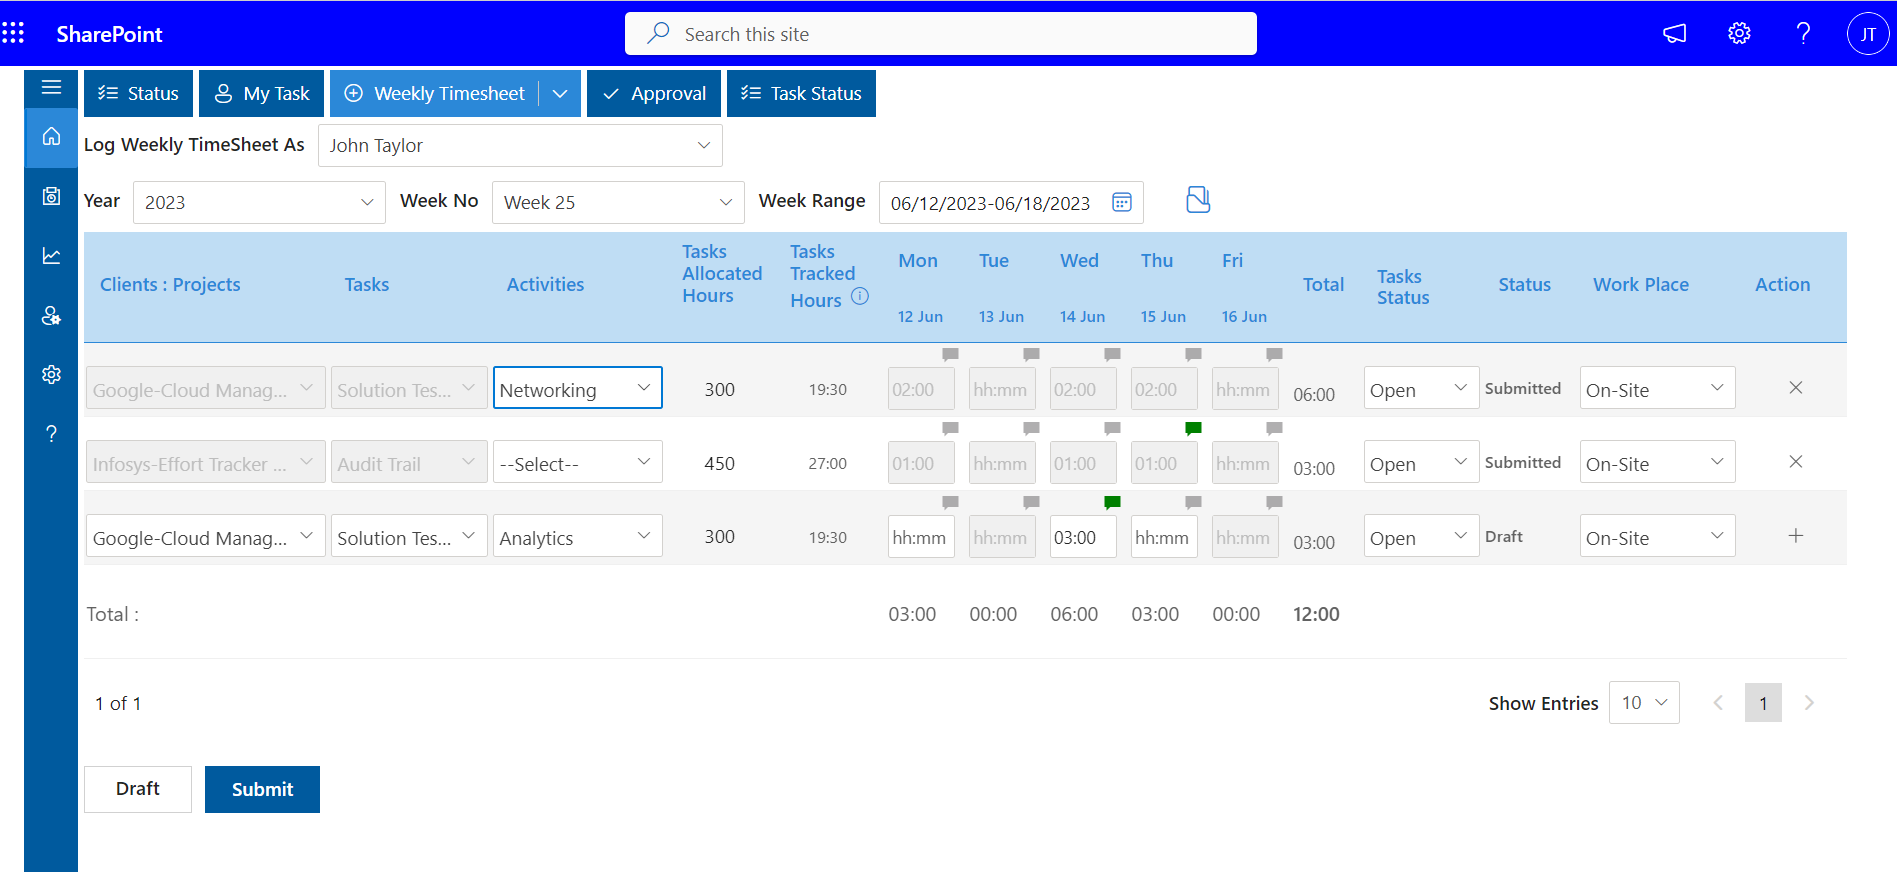 SharePoint
Search this site
JT
Status
My Task
Weekly Timesheet
Approval
Task Status
Log Weekly TimeSheet As
John Taylor
Year
2023
Week No
Week 25
Week Range
06/12/2023-06/18/2023
Clients : Projects
Tasks
Activities
Tasks Allocated Hours
Tasks Tracked Hours
Mon
12 Jun
Tue
13 Jun
Wed
14 Jun
Thu
15 Jun
Fri
16 Jun
Total
Tasks Status
Status
Work Place
Action
Google-Cloud Manag... Solution Tes... Networking 300 19:30 02:00 hh:mm 02:00 02:00 hh:mm 06:00 Open Submitted On-Site
Infosys-Effort Tracker ... Audit Trail --Select-- 450 27:00 01:00 hh:mm 01:00 01:00 hh:mm 03:00 Open Submitted On-Site
Google-Cloud Manag... Solution Tes... Analytics 300 19:30 hh:mm hh:mm 03:00 hh:mm hh:mm 03:00 Open Draft On-Site
Total : 03:00 00:00 06:00 03:00 00:00 12:00
1 of 1
Show Entries 10 1
Draft
Submit